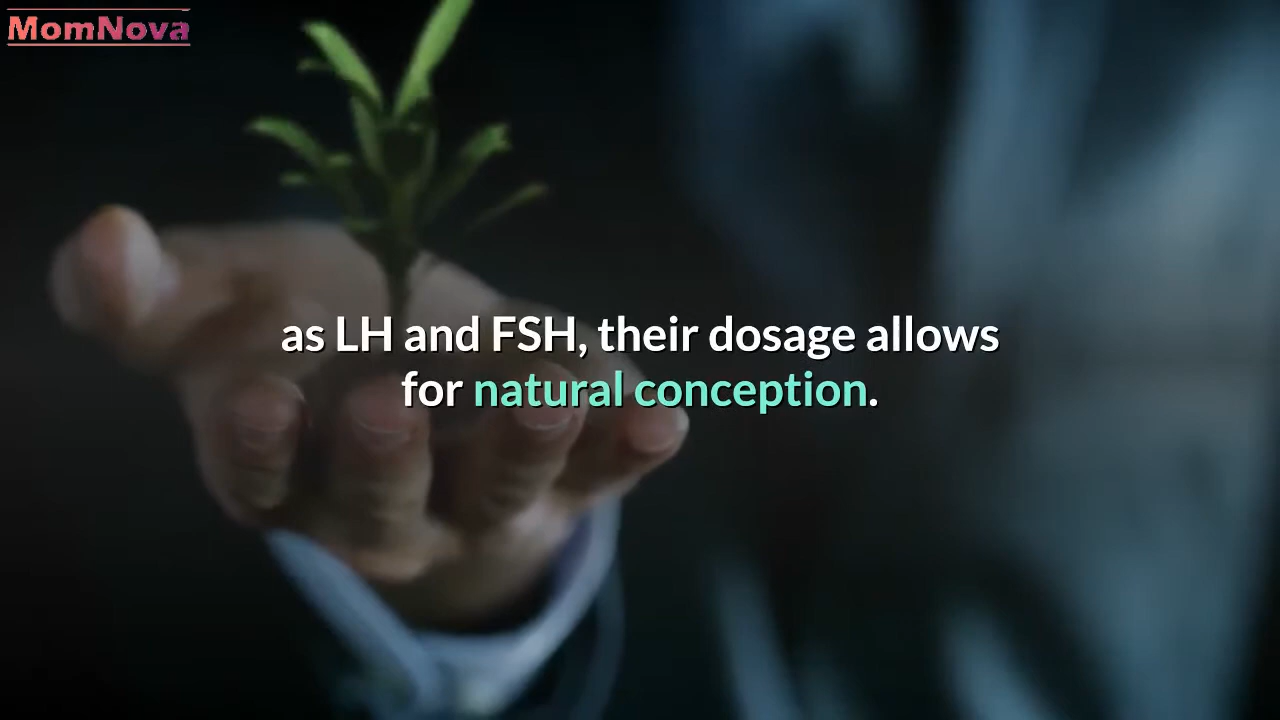 MomNova
as LH and FSH, their dosage allows
for natural conception.